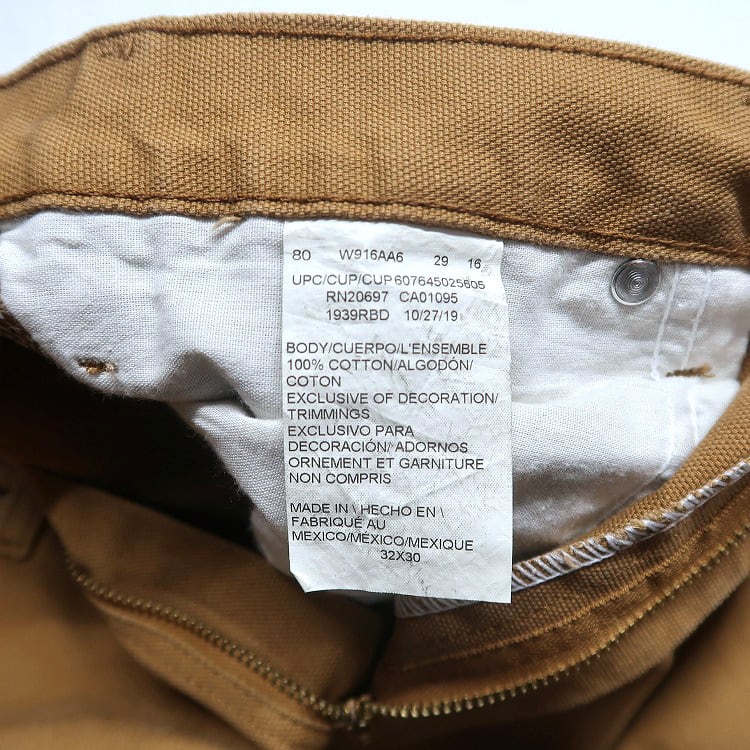 80 W916AA6 29 16
UPC/CUP/CUP607645025605
RN20697 CA01095
1939RBD 10/27/19
BODY/CUERPO/L'ENSEMBLE
100% COTTON/ALGODÓN/
COTON
EXCLUSIVE OF DECORATION/
TRIMMINGS
EXCLUSIVO PARA
DECORACIÓN/ ADORNOS
ORNEMENT ET GARNITURE
NON COMPRIS
MADE IN \ HECHO EN \
FABRIQUÉ AU
MEXICO/MÉXICO/MEXIQUE
32X30